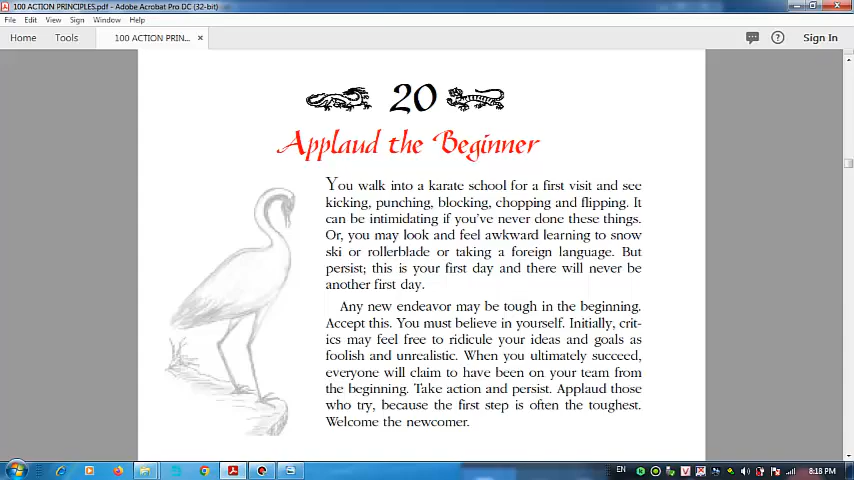 100 ACTION PRINCIPLES.pdf - Adobe Acrobat Pro DC (32-bit)
File Edit View Sign Window Help
Home Tools 100 ACTION PRIN... × Sign In
20
Applaud the Beginner
You walk into a karate school for a first visit and see
kicking, punching, blocking, chopping and flipping. It
can be intimidating if you've never done these things.
Or, you may look and feel awkward learning to snow
ski or rollerblade or taking a foreign language. But
persist; this is your first day and there will never be
another first day.
Any new endeavor may be tough in the beginning.
Accept this. You must believe in yourself. Initially, crit-
ics may feel free to ridicule your ideas and goals as
foolish and unrealistic. When you ultimately succeed,
everyone will claim to have been on your team from
the beginning. Take action and persist. Applaud those
who try, because the first step is often the toughest.
Welcome the newcomer.
EN 8:18 PM